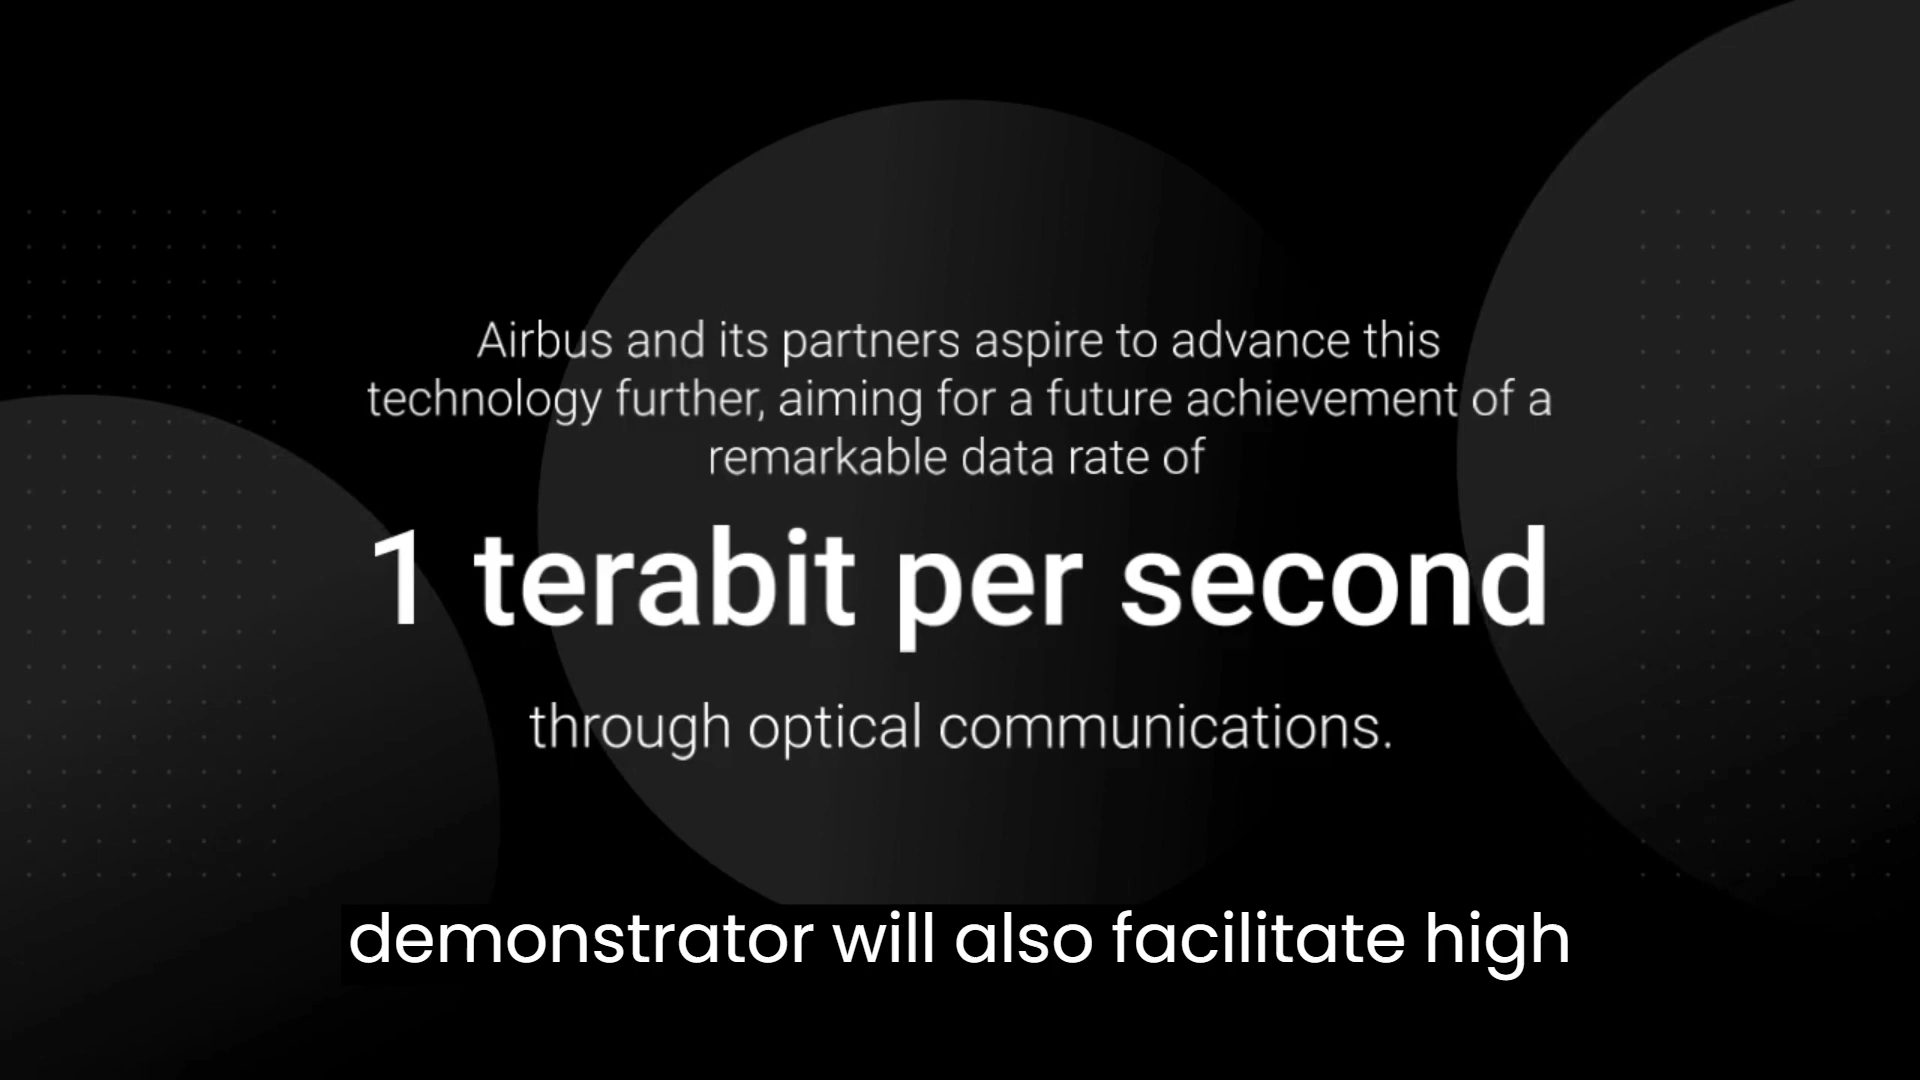 Airbus and its partners aspire to advance this
technology further, aiming for a future achievement of a
remarkable data rate of
1 terabit per second
through optical communications.
demonstrator will also facilitate high